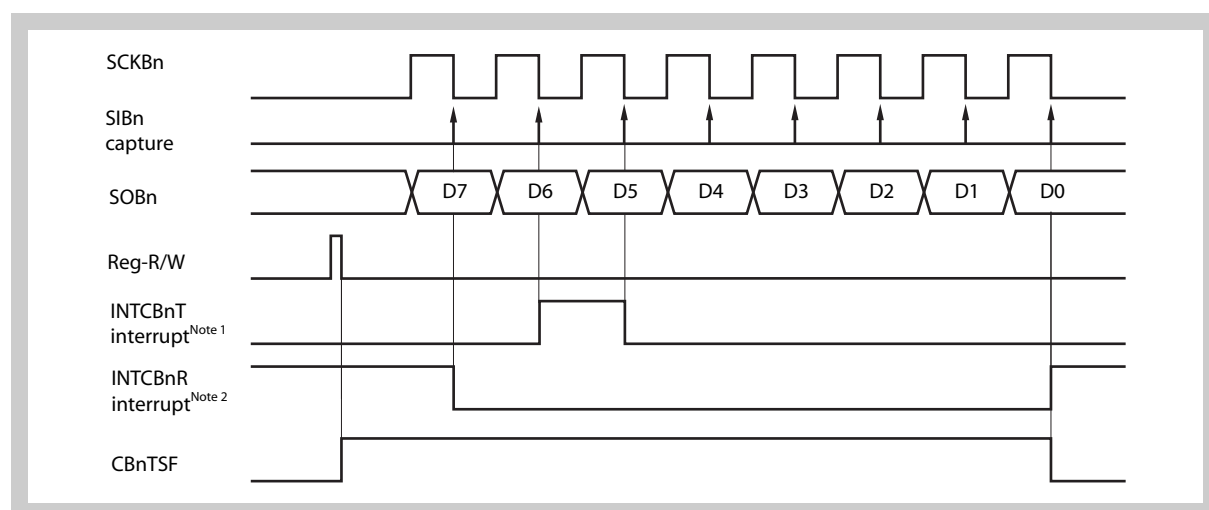 SCKBn
SIBn
capture
SOBn
D7 D6 D5 D4 D3 D2 D1 D0
Reg-R/W
INTCBnT
interruptNote 1
INTCBnR
interruptNote 2
CBnTSF